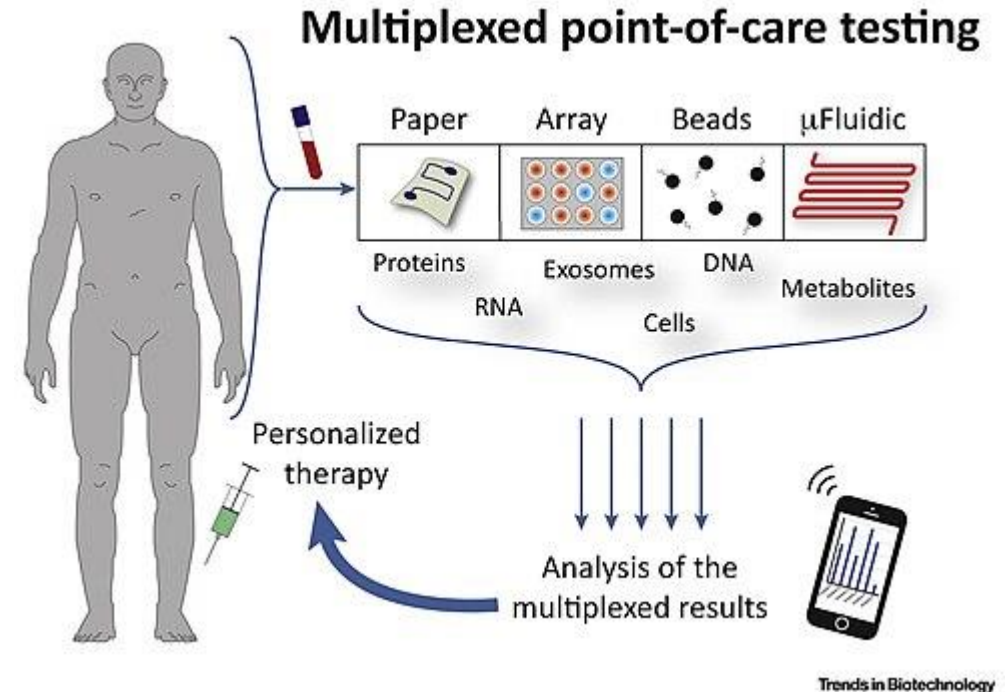 Multiplexed point-of-care testing
Paper Array Beads μFluidic
Proteins Exosomes DNA Metabolites
RNA Cells
Personalized
therapy
Analysis of the
multiplexed results
Trends in Biotechnology